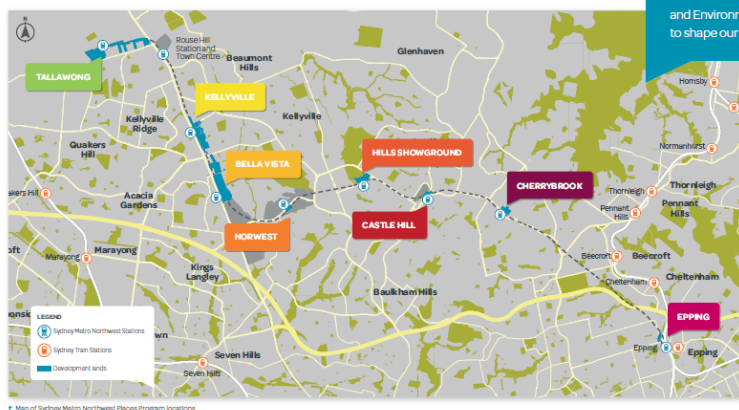 and Environm
to shape our
N
Rouse Hill
Station and
Town Centre
Beaumont
Hills
Glenhaven
Hornsby
TALLAWONG
KELLYVILLE
Kellyville
Ridge
Kellyville
Quakers
Hill
Normanhurst
BELLA VISTA
HILLS SHOWGROUND
CHERRYBROOK
Thornleigh
Thornleigh
akers Hill
Acacia
Gardens
Pennant
Hills
Pennant
Hills
NORWEST
CASTLE HILL
oft
Marayong
Marayong
Beecroft
Beecroft
Kings
Langley
Cheltenham
Cheltenham
Baulkham Hills
LEGEND
Sydney Metro Northwest Stations
Sydney Train Stations
Development lands
wn
EPPING
Epping
Epping
Seven Hills
Seven Hills
Map of Sydney Metro Northwest Places Program locations